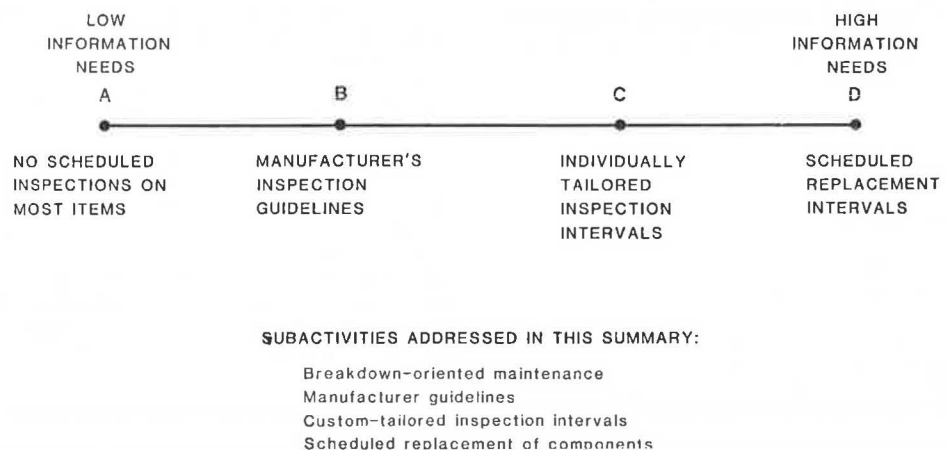 LOW
INFORMATION
NEEDS
HIGH
INFORMATION
NEEDS
A
B
C
D
NO SCHEDULED
INSPECTIONS ON
MOST ITEMS
MANUFACTURER'S
INSPECTION
GUIDELINES
INDIVIDUALLY
TAILORED
INSPECTION
INTERVALS
SCHEDULED
REPLACEMENT
INTERVALS
SUBACTIVITIES ADDRESSED IN THIS SUMMARY:
Breakdown-oriented maintenance
Manufacturer guidelines
Custom-tailored inspection intervals
Scheduled replacement of components